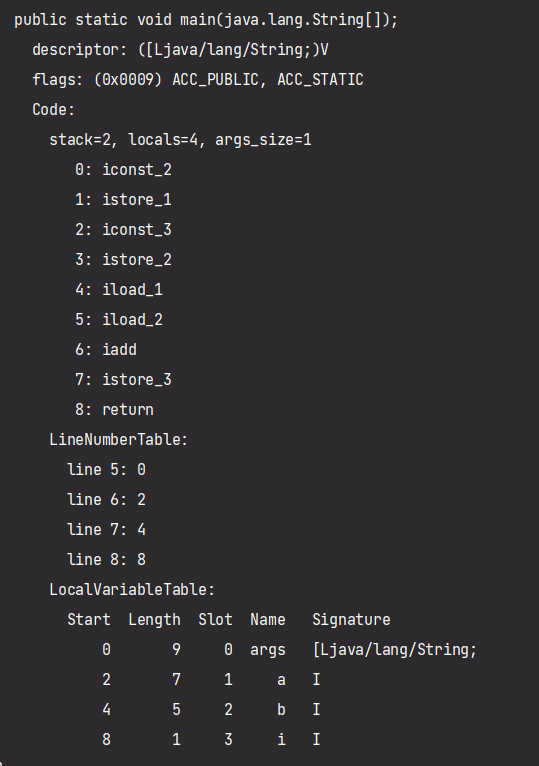 public static void main(java.lang.String[]);
descriptor: ([Ljava/lang/String;)V
flags: (0x0009) ACC_PUBLIC, ACC_STATIC
Code:
stack=2, locals=4, args_size=1
0: iconst_2
1: istore_1
2: iconst_3
3: istore_2
4: iload_1
5: iload_2
6: iadd
7: istore_3
8: return
LineNumberTable:
line 5: 0
line 6: 2
line 7: 4
line 8: 8
LocalVariableTable:
Start Length Slot Name Signature
0 9 0 args [Ljava/lang/String;
2 7 1 a I
4 5 2 b I
8 1 3 i I